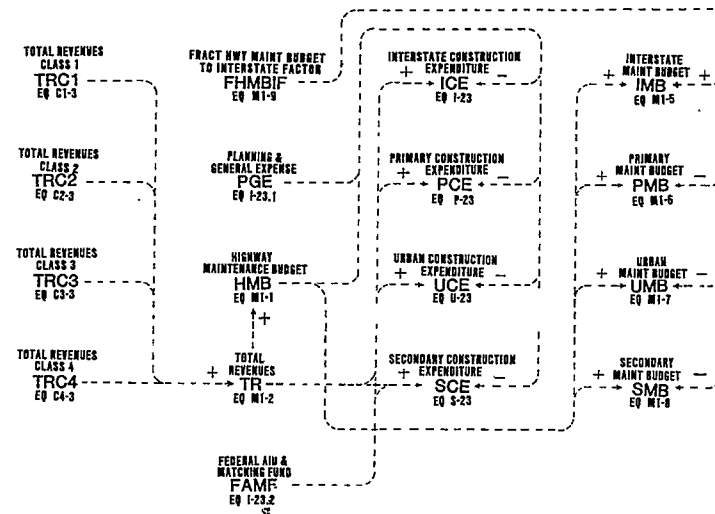 TOTAL REVENUES
CLASS 1
TRC1
EQ C1-3
FRACT HWY MAINT BUDGET
TO INTERSTATE FACTOR
FHMBIF
EQ M1-9
INTERSTATE CONSTRUCTION
EXPENDITURE
+ ICE −
EQ I-23
INTERSTATE
MAINT BUDGET
+ IMB +
EQ M1-5
TOTAL REVENUES
CLASS 2
TRC2
EQ C2-3
PLANNING &
GENERAL EXPENSE
PGE
EQ I-23.1
PRIMARY CONSTRUCTION
EXPENDITURE
+ PCE −
EQ P-23
PRIMARY
MAINT BUDGET
+ PMB −
EQ M1-6
TOTAL REVENUES
CLASS 3
TRC3
EQ C3-3
HIGHWAY
MAINTENANCE BUDGET
HMB
EQ M1-1
+
URBAN CONSTRUCTION
EXPENDITURE
+ UCE −
EQ U-23
URBAN
MAINT BUDGET
+ UMB −
EQ M1-7
TOTAL REVENUES
CLASS 4
TRC4
EQ C4-3
TOTAL
REVENUES
+ TR
EQ M1-2
SECONDARY CONSTRUCTION
EXPENDITURE
+ SCE −
EQ S-23
SECONDARY
MAINT BUDGET
+ SMB −
EQ M1-8
FEDERAL AID &
MATCHING FUND
FAMF
EQ I-23.2